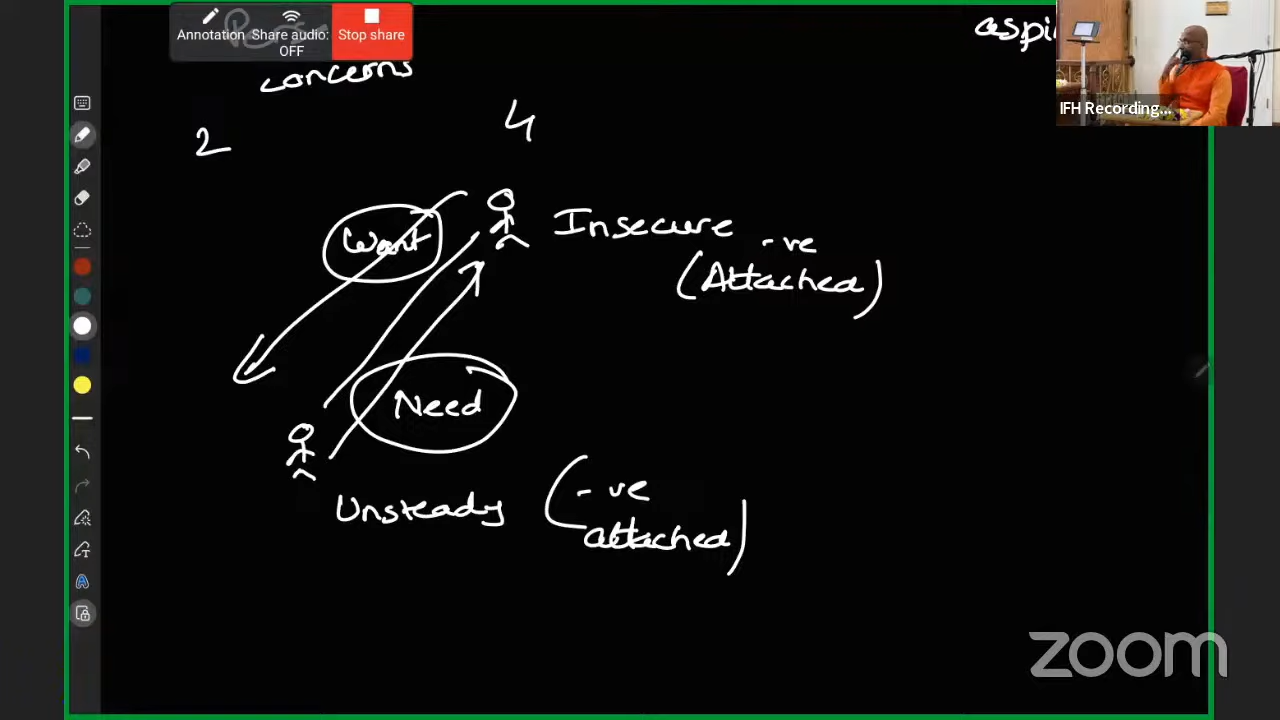 Annotation
Share audio:
OFF
Stop share
concerns
aspi
IFH Recording...
2
4
Want
Insecure
-ve
(Attached)
Need
Unsteady
(-ve
attached)
zoom